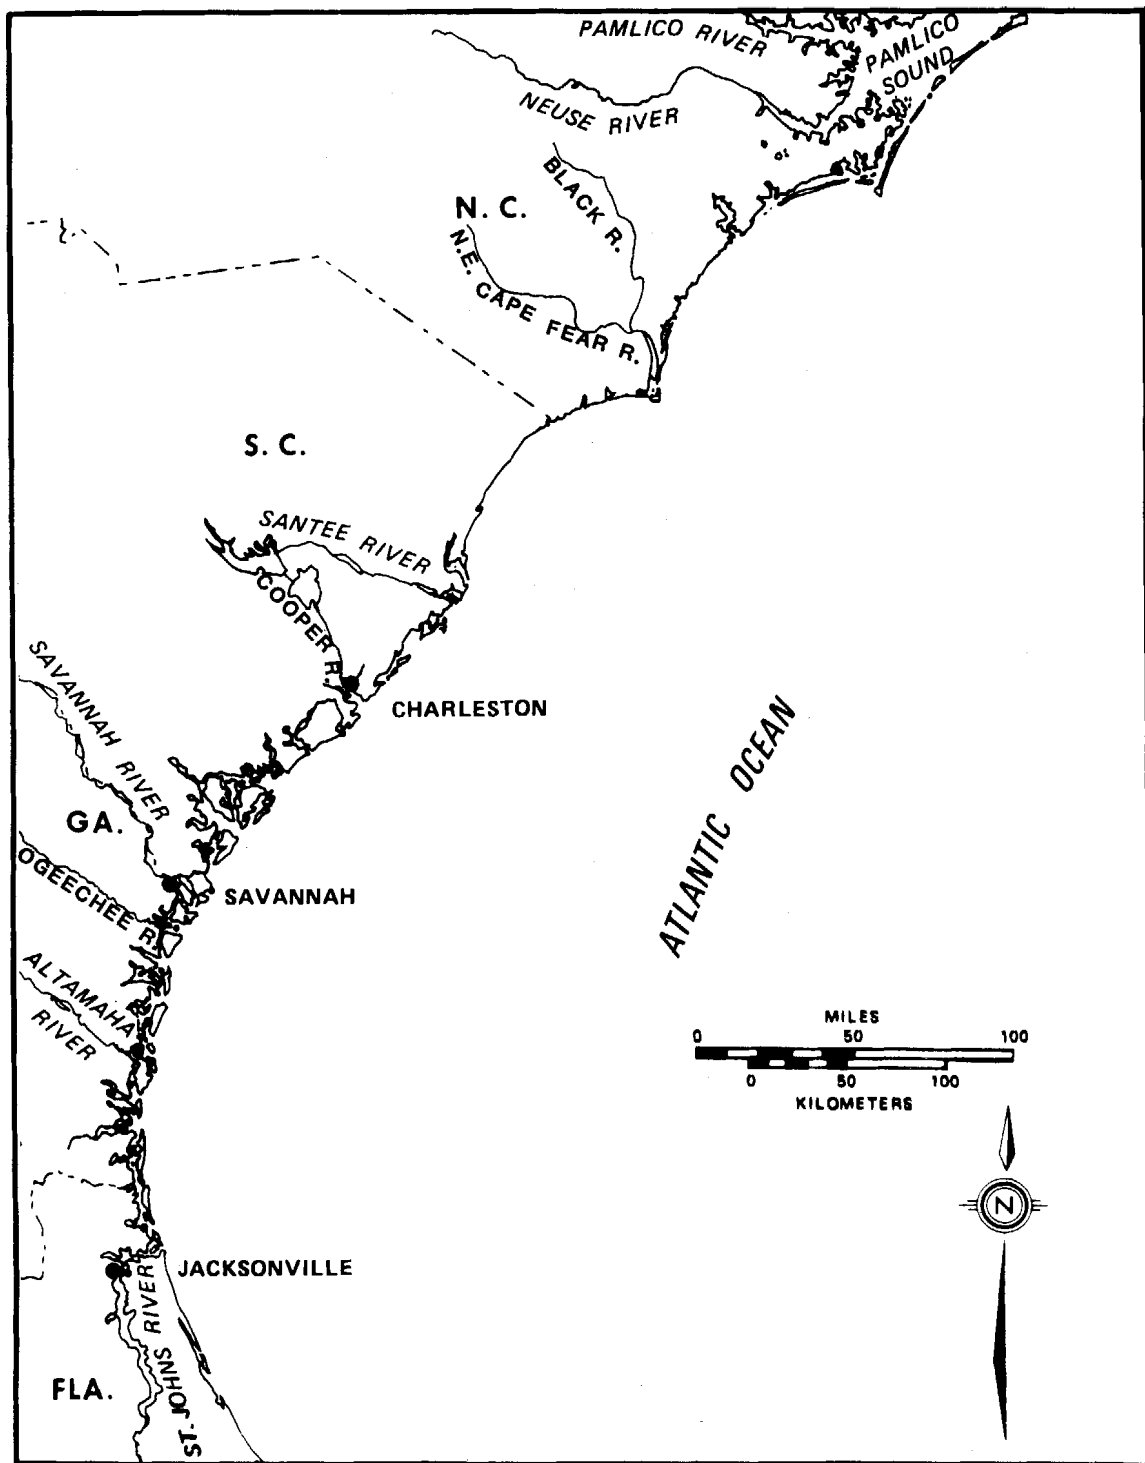 PAMLICO RIVER
PAMLICO
SOUND
NEUSE RIVER
BLACK R.
N. C.
N.E. CAPE FEAR R.
S. C.
SANTEE RIVER
COOPER R.
SAVANNAH RIVER
CHARLESTON
ATLANTIC OCEAN
GA.
OGEECHEE R.
SAVANNAH
ALTAMAHA
RIVER
MILES
0 50 100
0 50 100
KILOMETERS
N
JACKSONVILLE
ST. JOHNS RIVER
FLA.